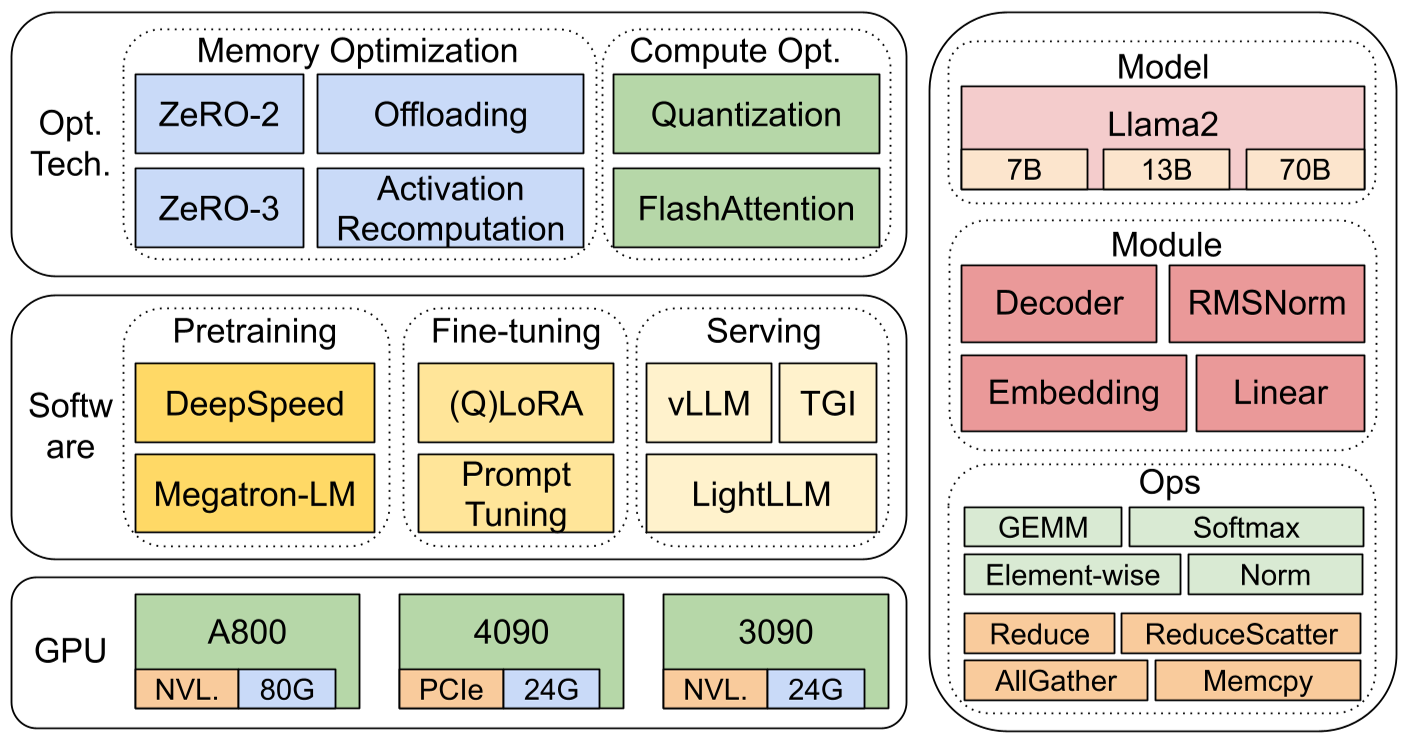 Opt.
Tech.
Memory Optimization
ZeRO-2
Offloading
ZeRO-3
Activation
Recomputation
Compute Opt.
Quantization
FlashAttention
Softw
are
Pretraining
DeepSpeed
Megatron-LM
Fine-tuning
(Q)LoRA
Prompt
Tuning
Serving
vLLM
TGI
LightLLM
GPU
A800
NVL.
80G
4090
PCIe
24G
3090
NVL.
24G
Model
Llama2
7B
13B
70B
Module
Decoder
RMSNorm
Embedding
Linear
Ops
GEMM
Softmax
Element-wise
Norm
Reduce
ReduceScatter
AllGather
Memcpy